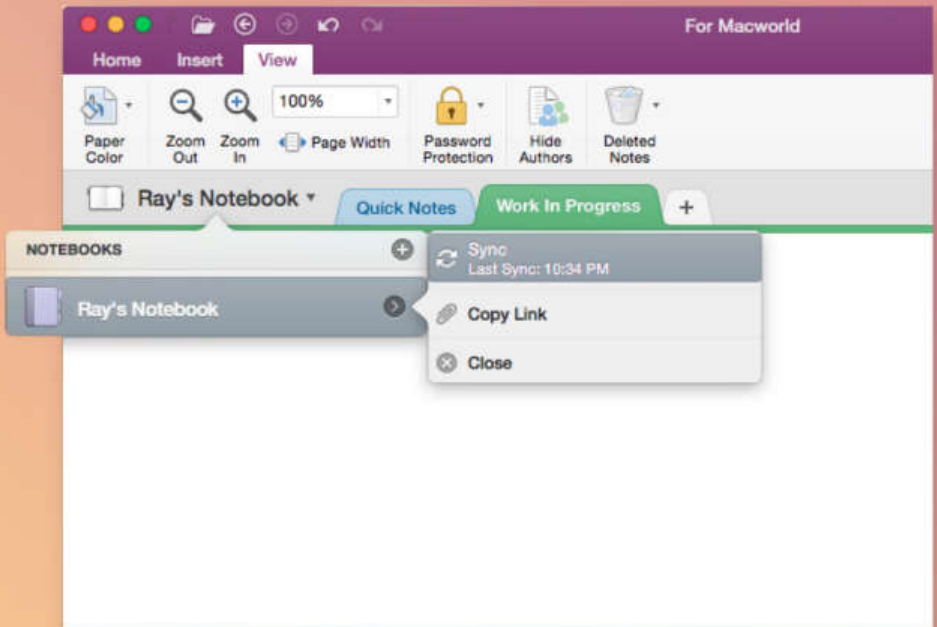 For Macworld
Home Insert View
100%
Paper Color
Zoom Out
Zoom In
Page Width
Password Protection
Hide Authors
Deleted Notes
Ray's Notebook
Quick Notes
Work In Progress
+
NOTEBOOKS
Ray's Notebook
Sync
Last Sync: 10:34 PM
Copy Link
Close